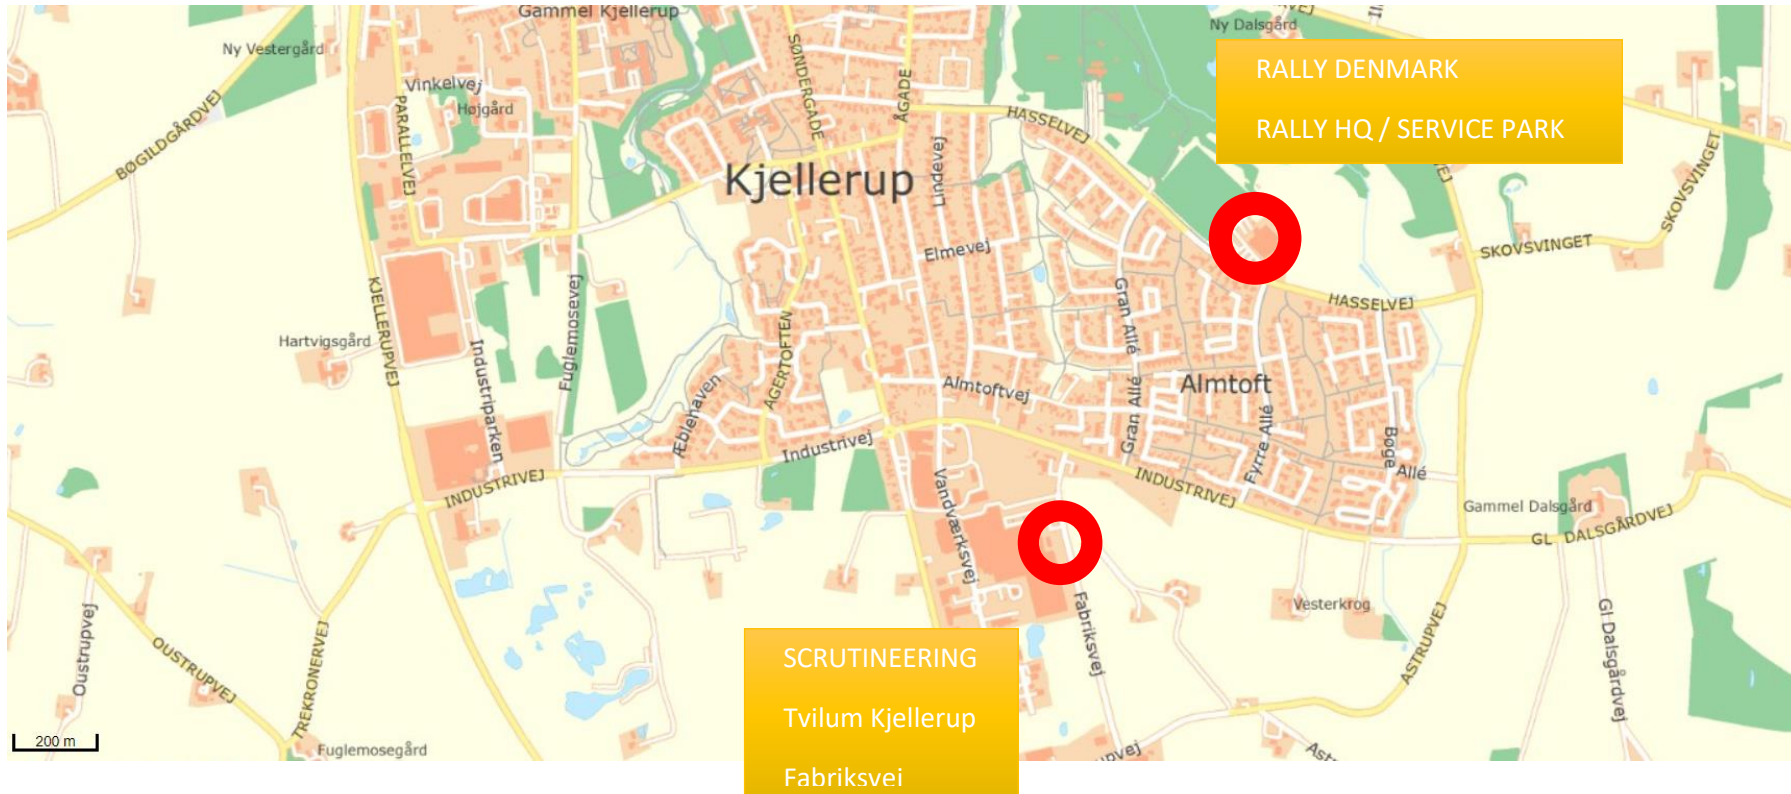 Gammel Kjellerup
Ny Vestergård
Vinkelvej
Højgård
PARALLELVEJ
BØGILDGÅRDVEJ
SØNDERGADE
ÅGADE
HASSELVEJ
Ny Dalsgård
RALLY DENMARK
RALLY HQ / SERVICE PARK
Kjellerup
Lindevej
Elmevej
SKOVSVINGET
SKOVSVINGET
HASSELVEJ
KJELLERUPVEJ
Hartvigsgård
Industriparken
Fuglemosevej
AGERTOFTEN
Æblehaven
Almtoftvej
Gran Allé
Gran Allé
Almtoft
Fyrre Allé
Bøge Allé
Industrivej
INDUSTRIVEJ
INDUSTRIVEJ
Vandværksvej
Gammel Dalsgård
GL. DALSGÅRDVEJ
Vesterkrog
Fabriksvej
ASTRUPVEJ
Gl Dalsgårdvej
Oustrupvej
OUSTRUPVEJ
TREKRONERVEJ
Fuglemosegård
200 m
SCRUTINEERING
Tvilum Kjellerup
Fabriksvej